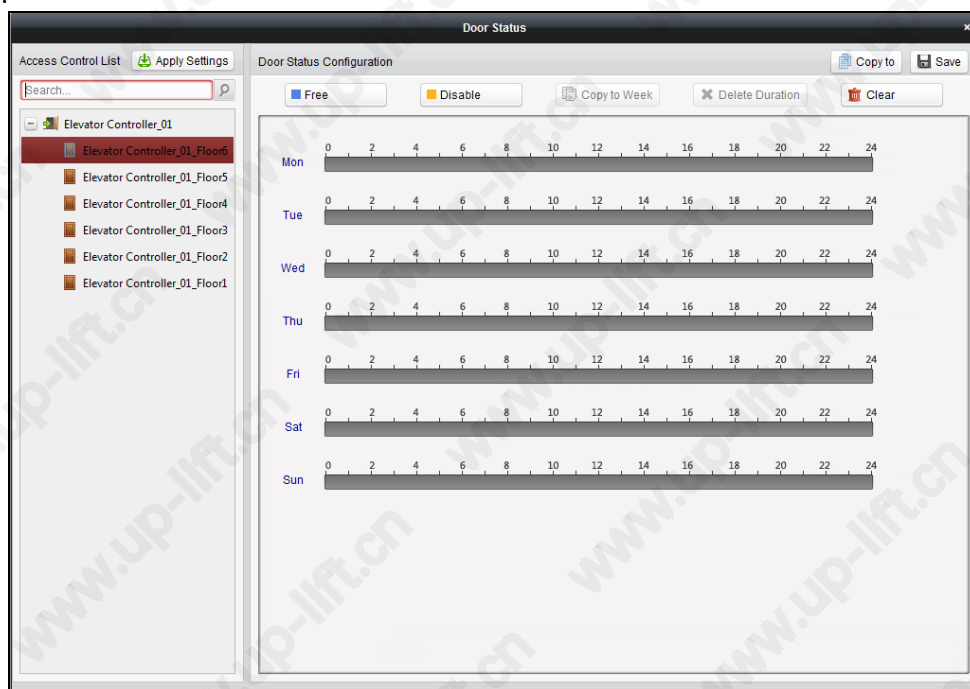 Door Status ×
Access Control List Apply Settings Door Status Configuration Copy to Save
Search...
Free Disable Copy to Week Delete Duration Clear
Elevator Controller_01
Elevator Controller_01_Floor6
Elevator Controller_01_Floor5
Elevator Controller_01_Floor4
Elevator Controller_01_Floor3
Elevator Controller_01_Floor2
Elevator Controller_01_Floor1
0 2 4 6 8 10 12 14 16 18 20 22 24
Mon
0 2 4 6 8 10 12 14 16 18 20 22 24
Tue
0 2 4 6 8 10 12 14 16 18 20 22 24
Wed
0 2 4 6 8 10 12 14 16 18 20 22 24
Thu
0 2 4 6 8 10 12 14 16 18 20 22 24
Fri
0 2 4 6 8 10 12 14 16 18 20 22 24
Sat
0 2 4 6 8 10 12 14 16 18 20 22 24
Sun
www.up-lift.cn